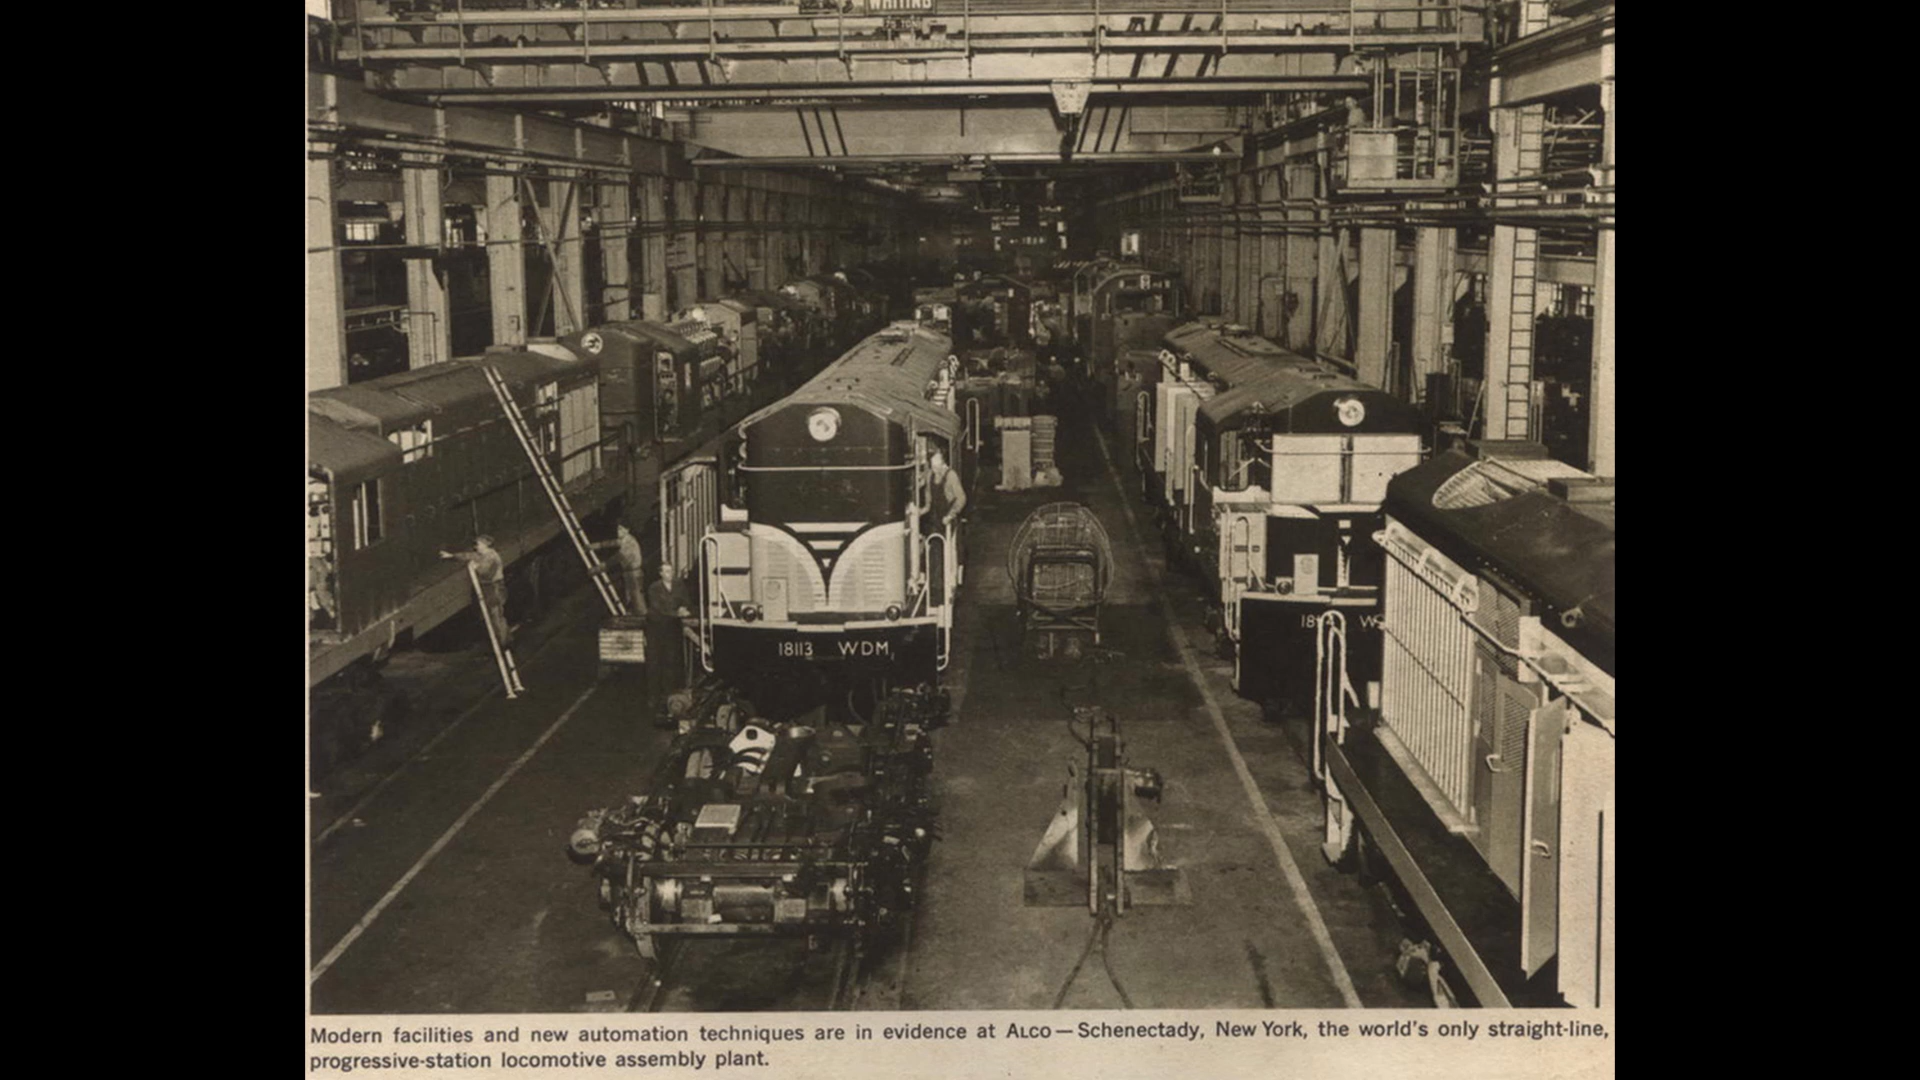 WHITING
18113 WDM
Modern facilities and new automation techniques are in evidence at ALCO — Schenectady, New York, the world's only straight-line,
progressive-station locomotive assembly plant.